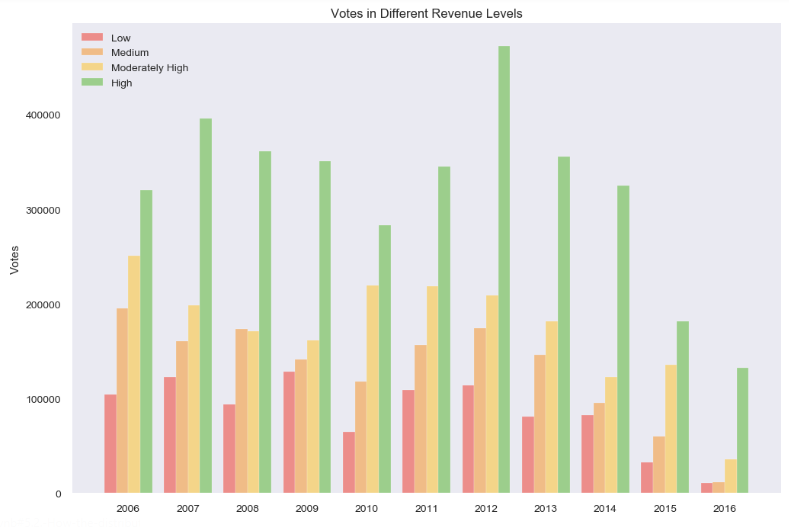 Votes in Different Revenue Levels
Low
Medium
Moderately High
High
400000
300000
200000
100000
0
Votes
2006 2007 2008 2009 2010 2011 2012 2013 2014 2015 2016